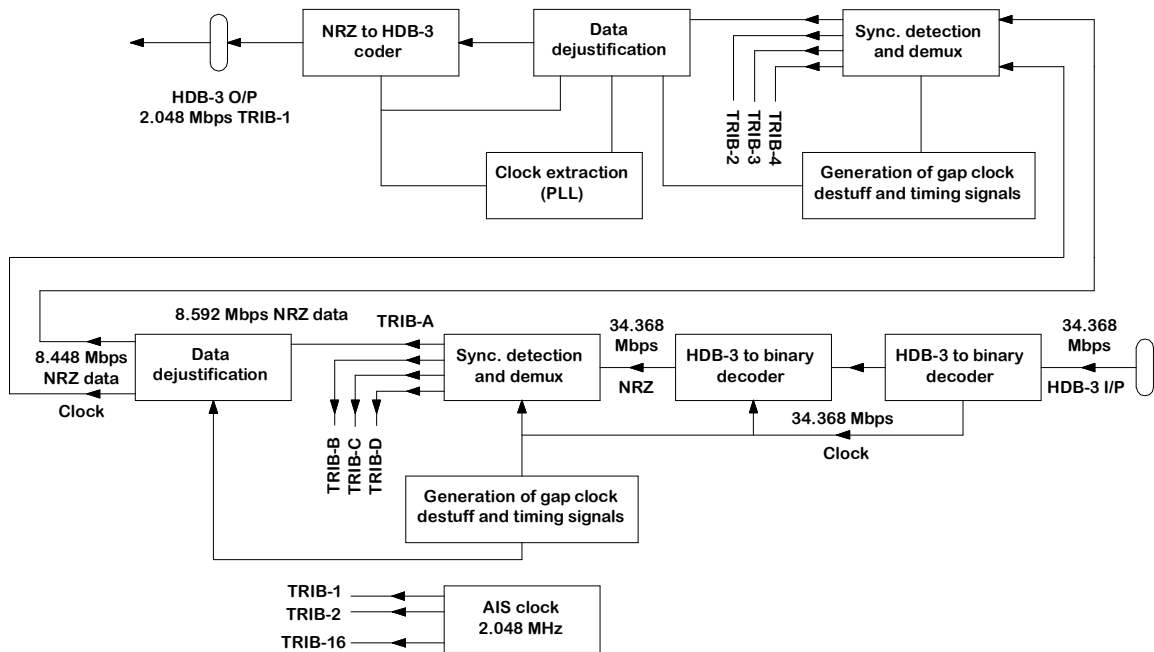 NRZ to HDB-3
coder
Data
dejustification
Sync. detection
and demux
HDB-3 O/P
2.048 Mbps TRIB-1
TRIB-2
TRIB-3
TRIB-4
Clock extraction
(PLL)
Generation of gap clock
destuff and timing signals
8.592 Mbps NRZ data
TRIB-A
34.368
Mbps
34.368
Mbps
8.448 Mbps
NRZ data
Clock
Data
dejustification
Sync. detection
and demux
NRZ
HDB-3 to binary
decoder
HDB-3 to binary
decoder
HDB-3 I/P
34.368 Mbps
Clock
TRIB-B
TRIB-C
TRIB-D
Generation of gap clock
destuff and timing signals
TRIB-1
TRIB-2
TRIB-16
AIS clock
2.048 MHz